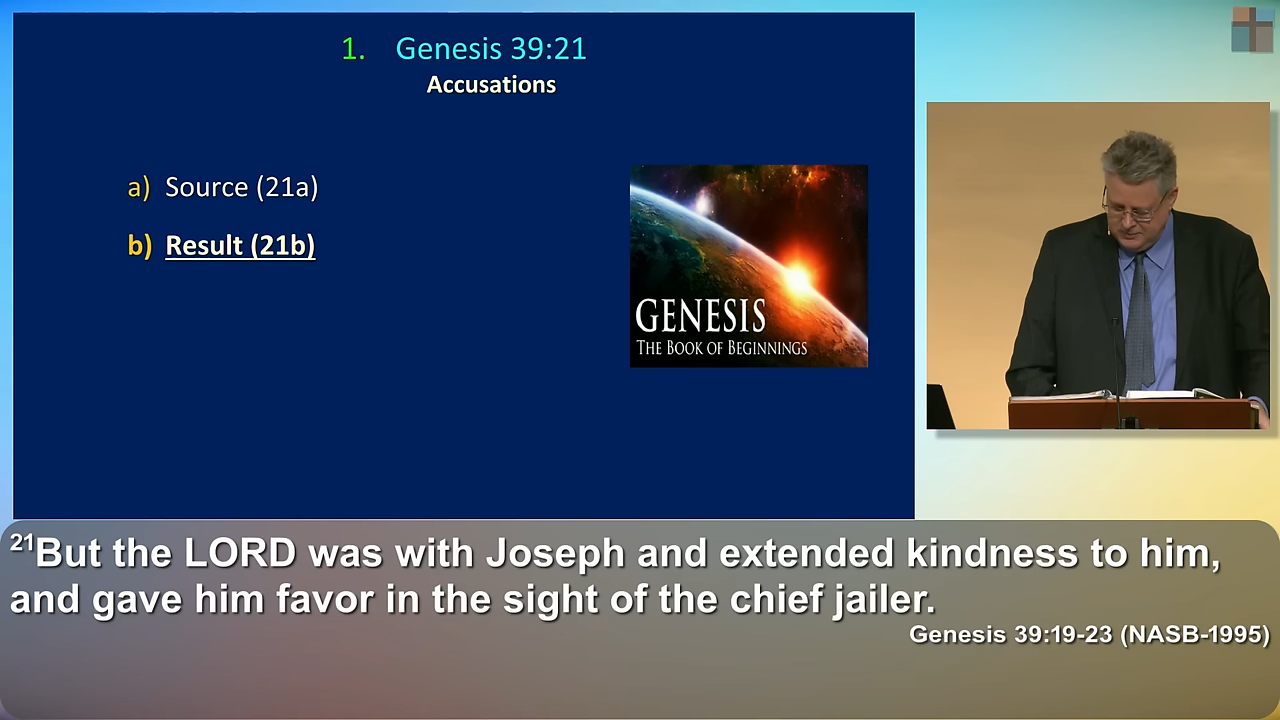 1. Genesis 39:21
Accusations
a) Source (21a)
b) Result (21b)
GENESIS
THE BOOK OF BEGINNINGS
21But the LORD was with Joseph and extended kindness to him,
and gave him favor in the sight of the chief jailer.
Genesis 39:19-23 (NASB-1995)